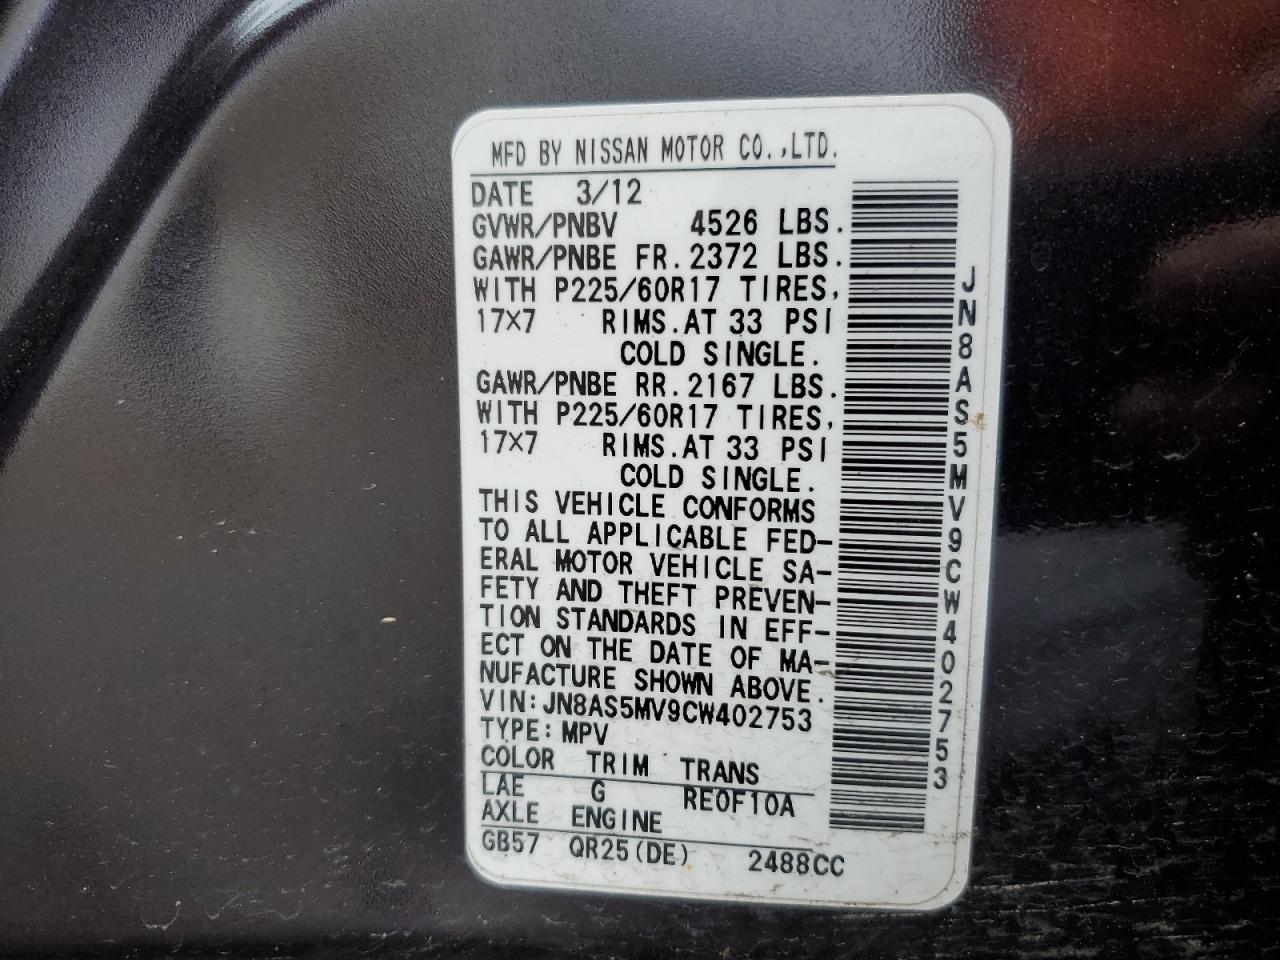 MFD BY NISSAN MOTOR CO.,LTD.
DATE 3/12
GVWR/PNBV 4526 LBS.
GAWR/PNBE FR.2372 LBS.
WITH P225/60R17 TIRES,
17X7 RIMS.AT 33 PSI
COLD SINGLE.
GAWR/PNBE RR.2167 LBS.
WITH P225/60R17 TIRES,
17X7 RIMS.AT 33 PSI
COLD SINGLE.
THIS VEHICLE CONFORMS
TO ALL APPLICABLE FED-
ERAL MOTOR VEHICLE SA-
FETY AND THEFT PREVEN-
TION STANDARDS IN EFF-
ECT ON THE DATE OF MA-
NUFACTURE SHOWN ABOVE.
VIN:JN8AS5MV9CW402753
TYPE:MPV
COLOR TRIM TRANS
LAE G RE0F10A
AXLE ENGINE
GB57 QR25(DE) 2488CC
JN8AS5MV9CW402753